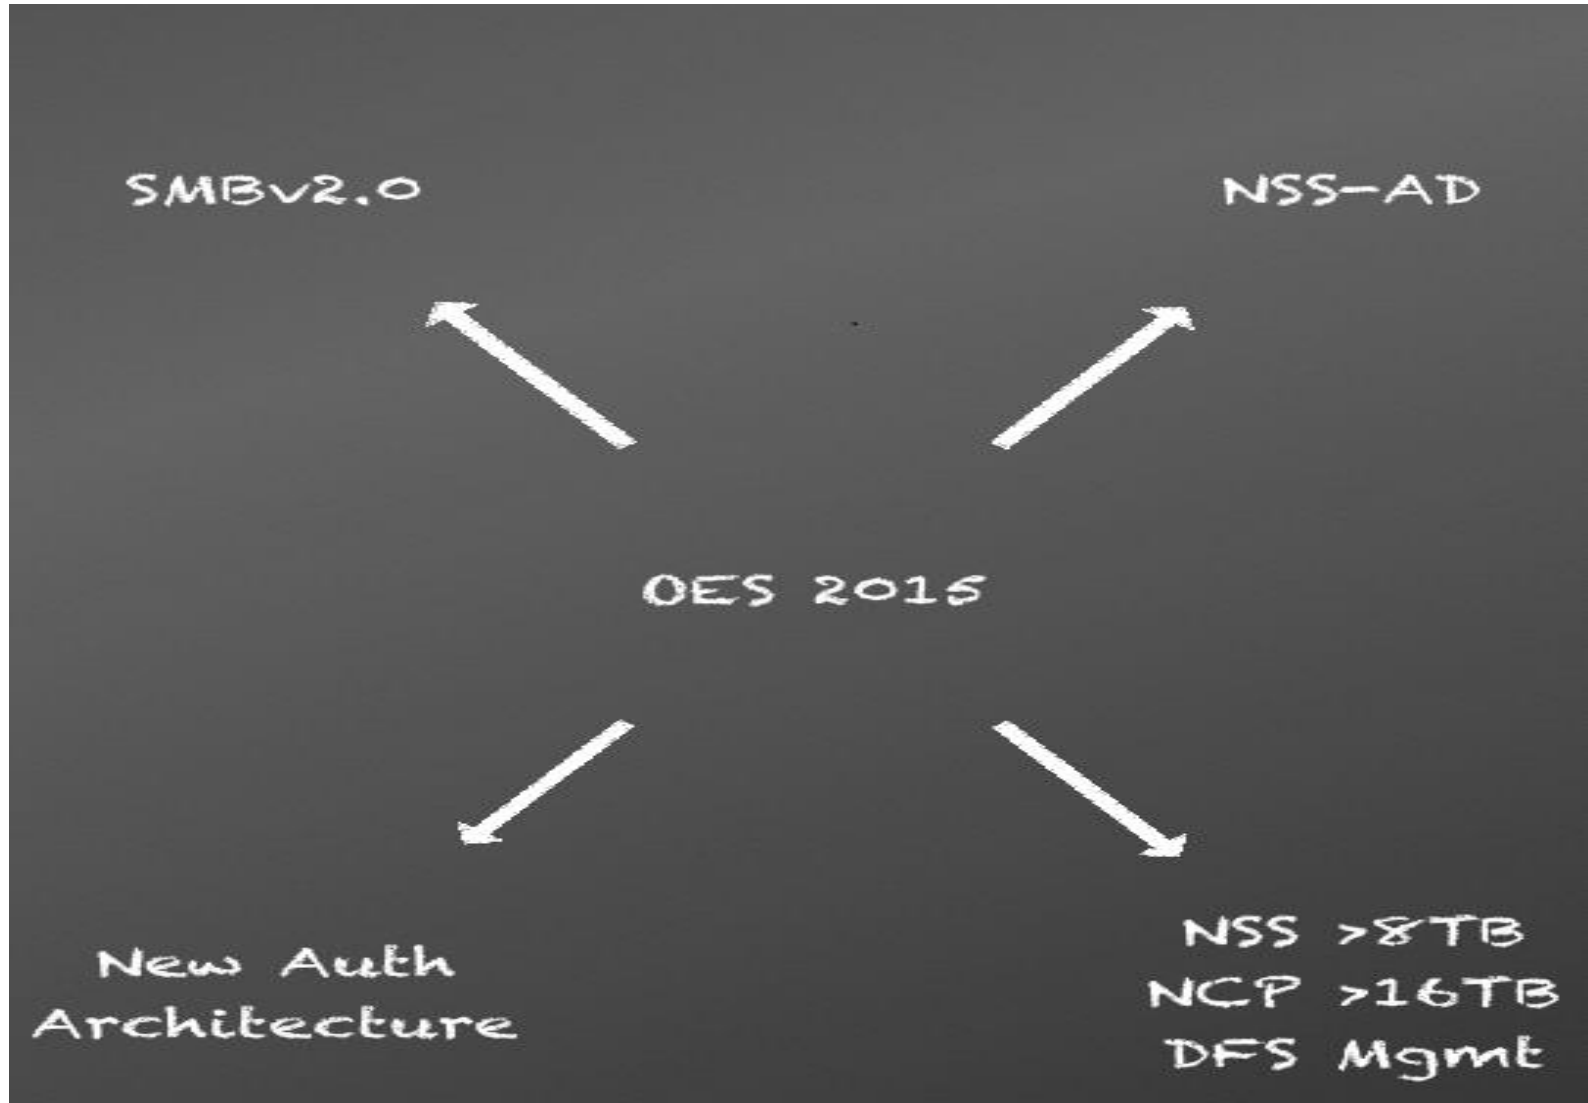 SMBv2.0
NSS-AD
OES 2015
New Auth
Architecture
NSS >8TB
NCP >16TB
DFS Mgmt